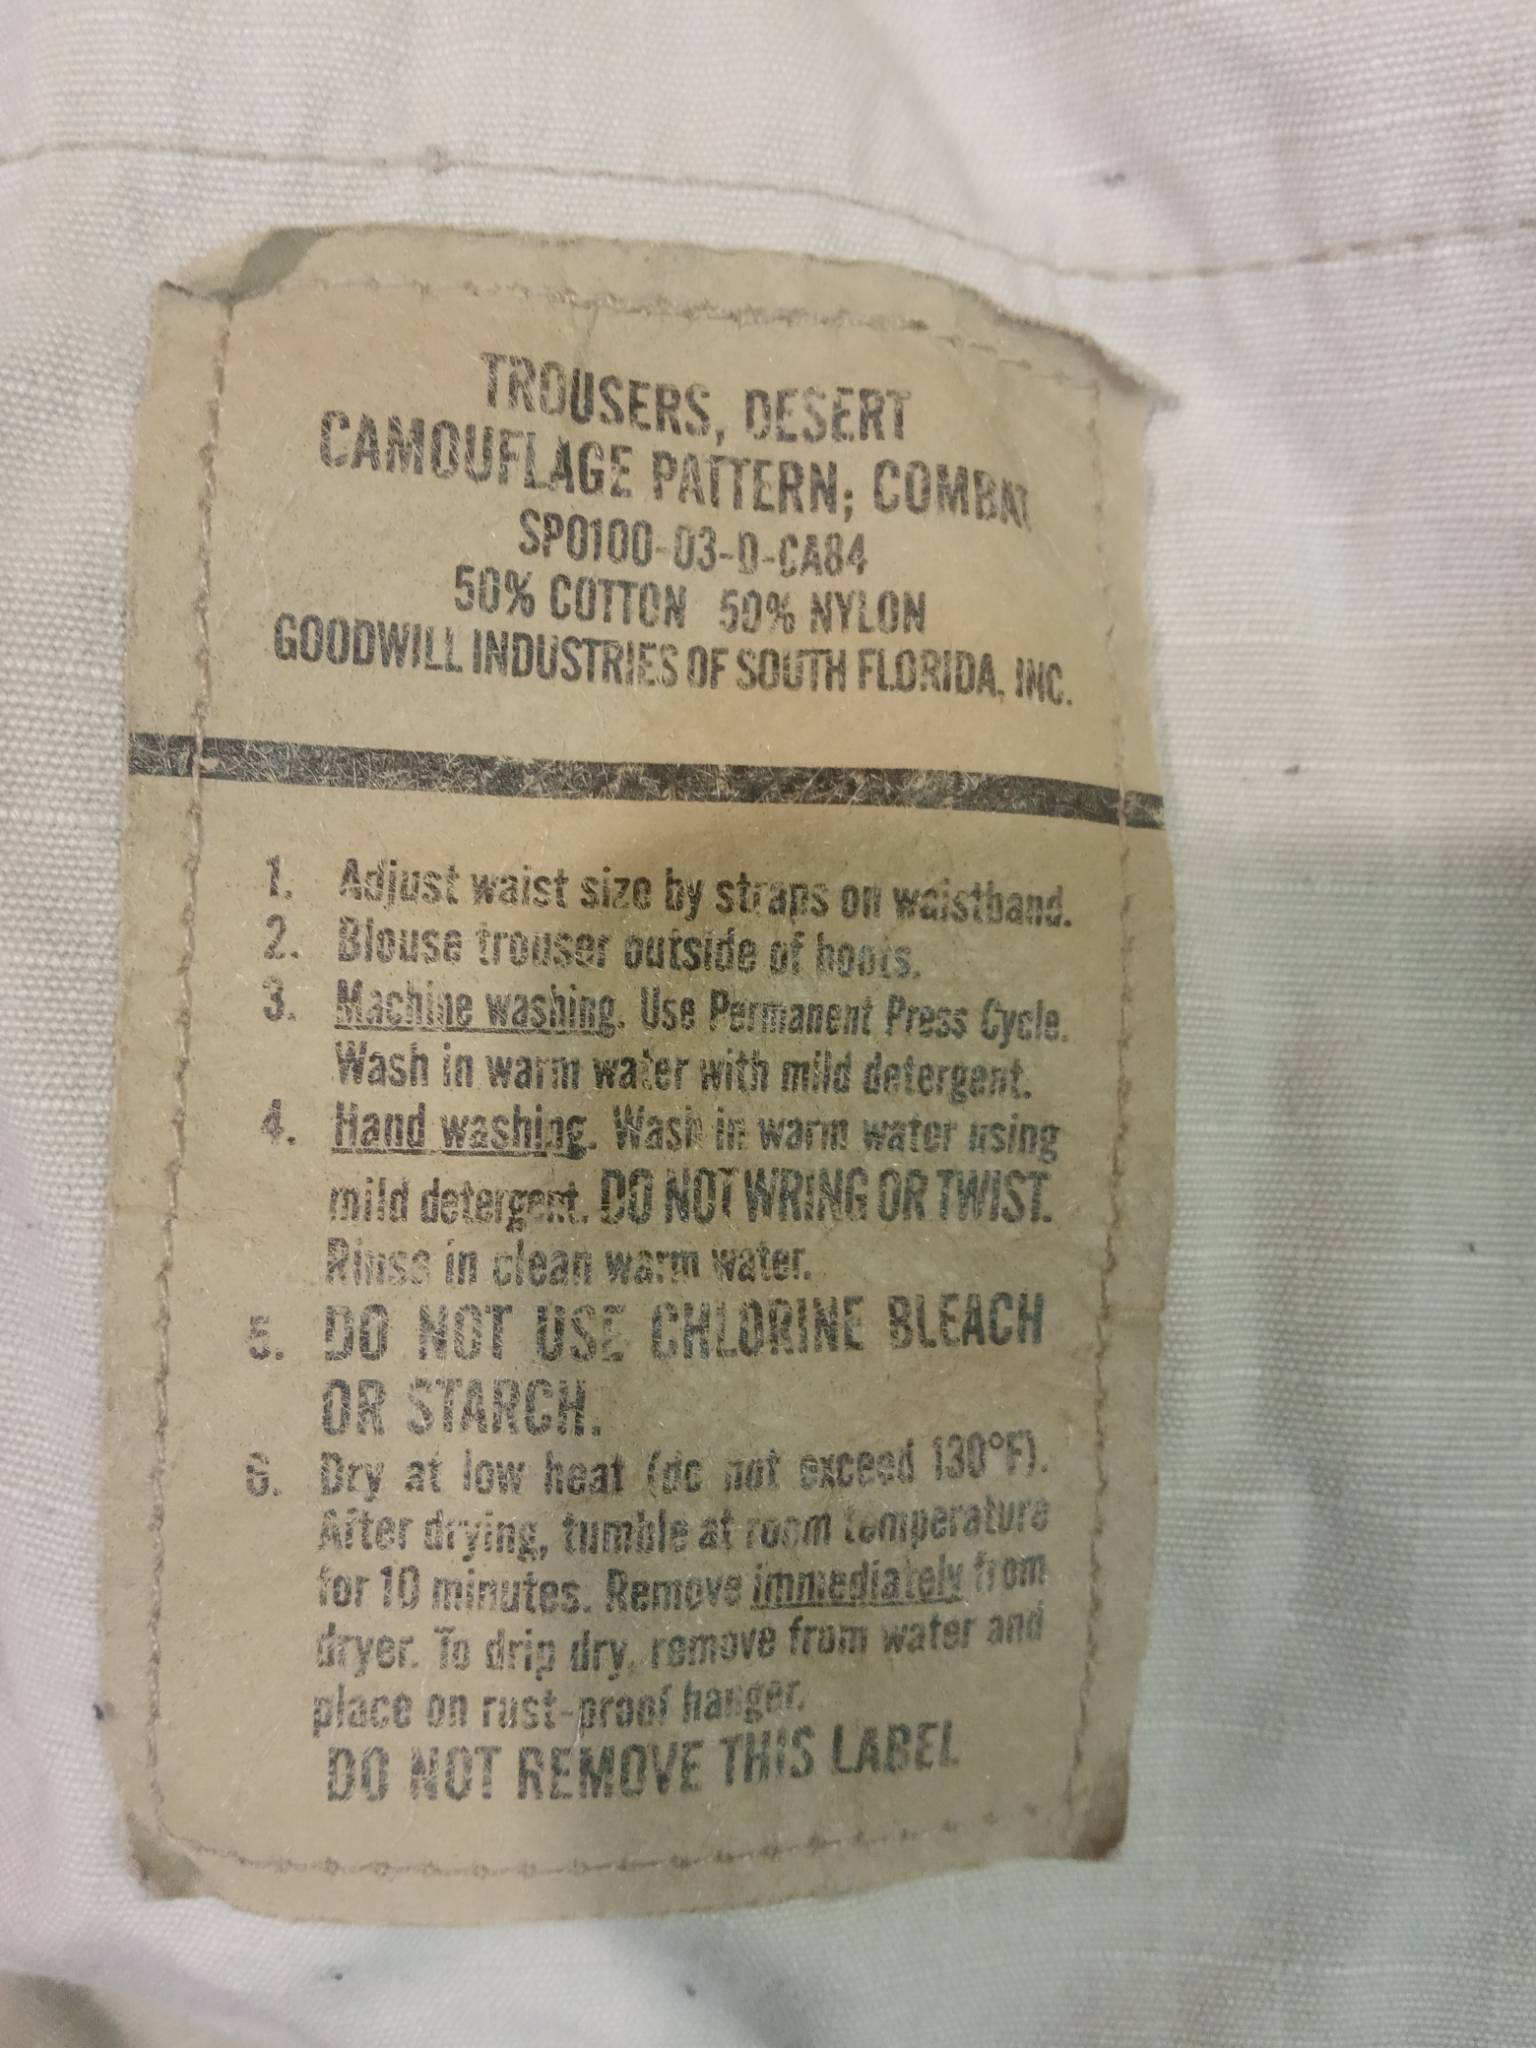 TROUSERS, DESERT
CAMOUFLAGE PATTERN; COMBAT
SP0100-03-D-CA84
50% COTTON 50% NYLON
GOODWILL INDUSTRIES OF SOUTH FLORIDA, INC.
1. Adjust waist size by straps on waistband.
2. Blouse trouser outside of boots.
3. Machine washing. Use Permanent Press Cycle.
Wash in warm water with mild detergent.
4. Hand washing. Wash in warm water using
mild detergent. DO NOT WRING OR TWIST.
Rinse in clean warm water.
5. DO NOT USE CHLORINE BLEACH
OR STARCH.
6. Dry at low heat (do not exceed 130°F).
After drying, tumble at room temperature
for 10 minutes. Remove immediately from
dryer. To drip dry, remove from water and
place on rust-proof hanger.
DO NOT REMOVE THIS LABEL